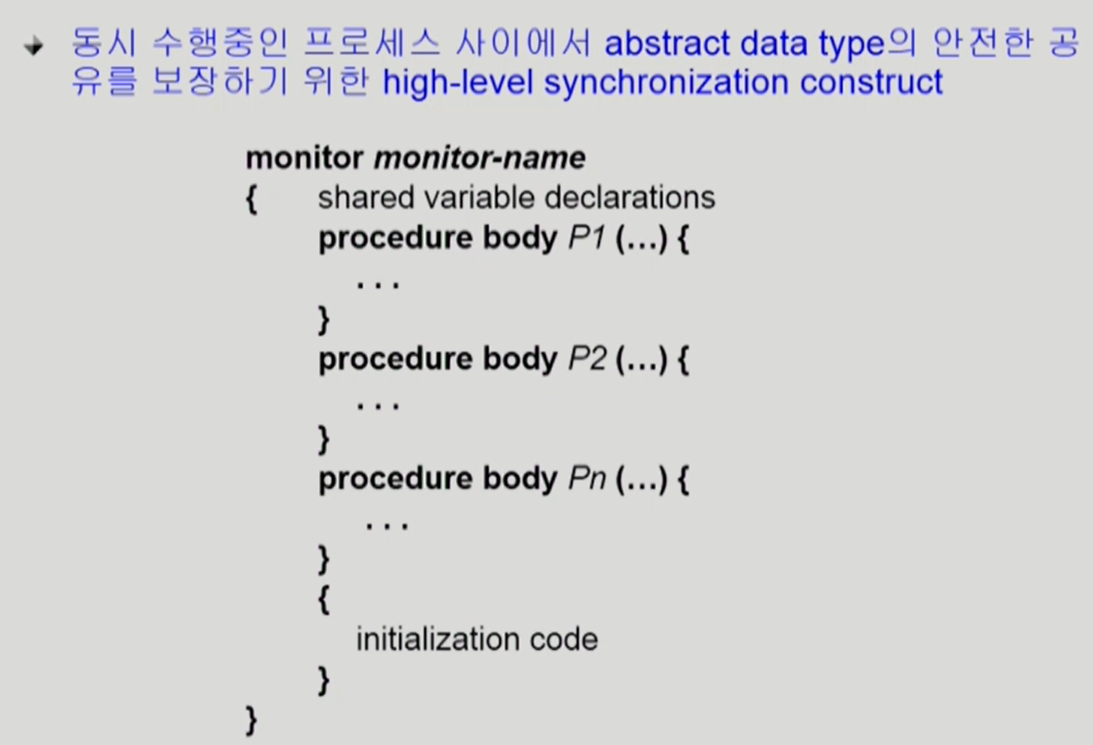 동시 수행중인 프로세스 사이에서 abstract data type의 안전한 공
유를 보장하기 위한 high-level synchronization construct
monitor monitor-name
{ shared variable declarations
procedure body P1 (...) {
...
}
procedure body P2 (...) {
...
}
procedure body Pn (...) {
...
}
{
initialization code
}
}